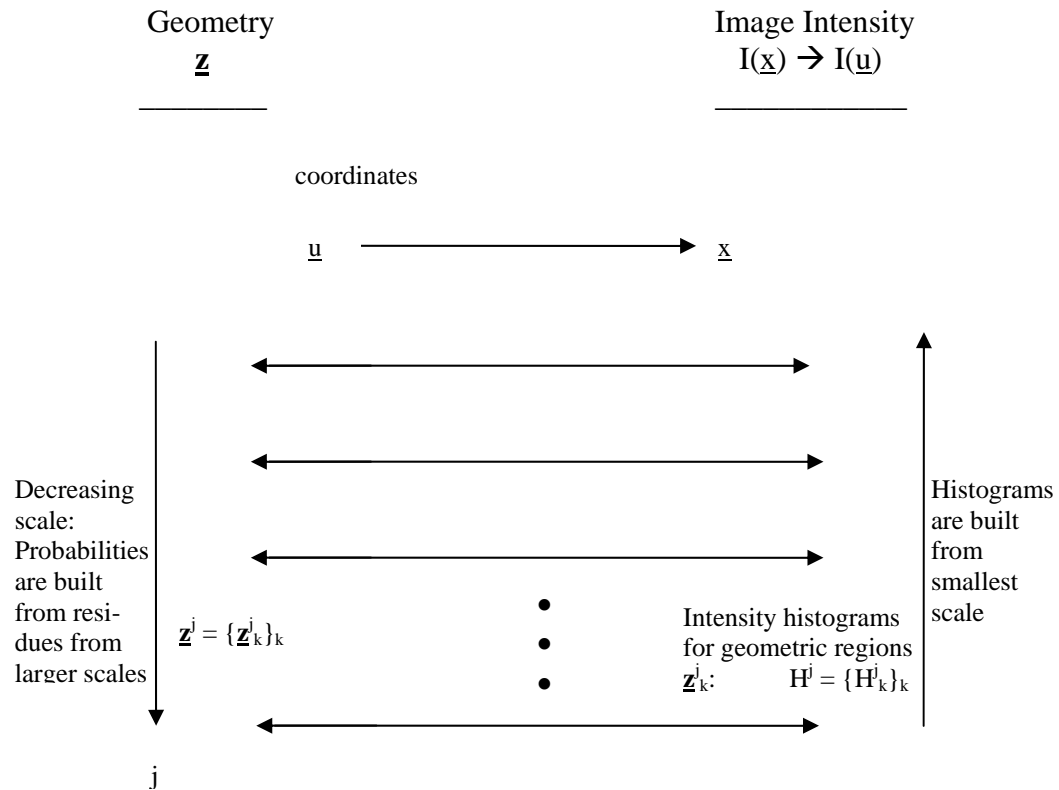 Geometry
z
Image Intensity
I(x) → I(u)
coordinates
u
x
Decreasing
scale:
Probabilities
are built
from resi-
dues from
larger scales
z^j = {z^j_k}_k
Intensity histograms
for geometric regions
z^j_k: H^j = {H^j_k}_k
Histograms
are built
from
smallest
scale
j